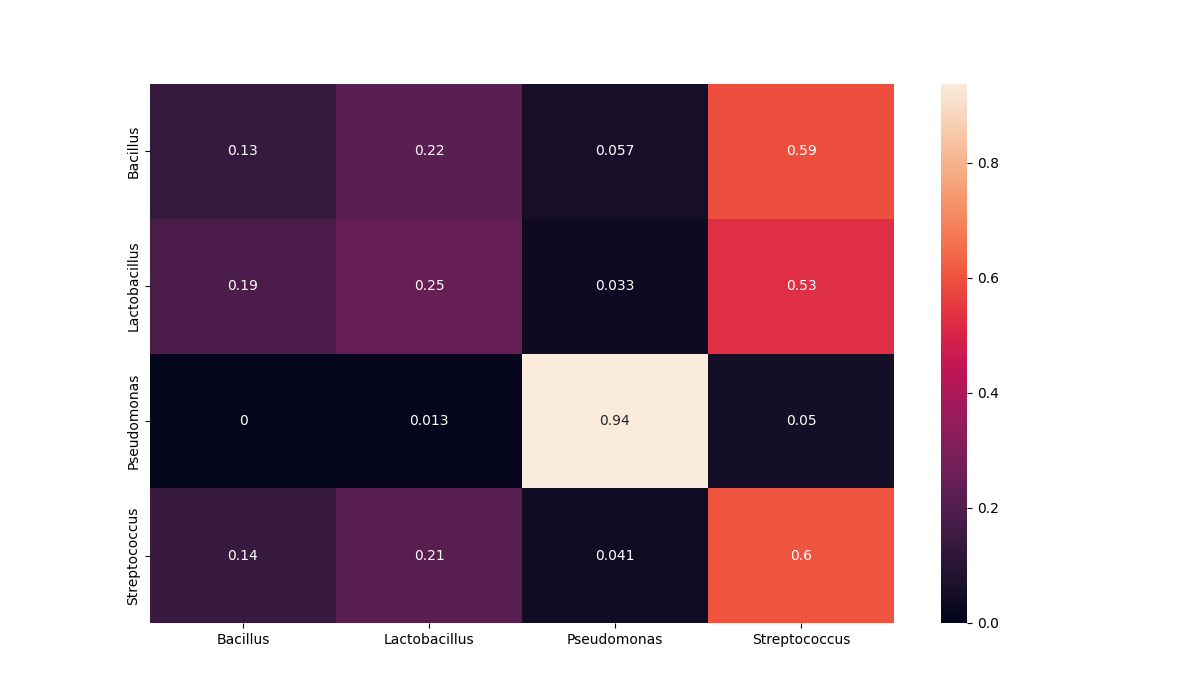 Bacillus 0.13 0.22 0.057 0.59
Lactobacillus 0.19 0.25 0.033 0.53
Pseudomonas 0 0.013 0.94 0.05
Streptococcus 0.14 0.21 0.041 0.6
Bacillus Lactobacillus Pseudomonas Streptococcus
0.8
0.6
0.4
0.2
0.0